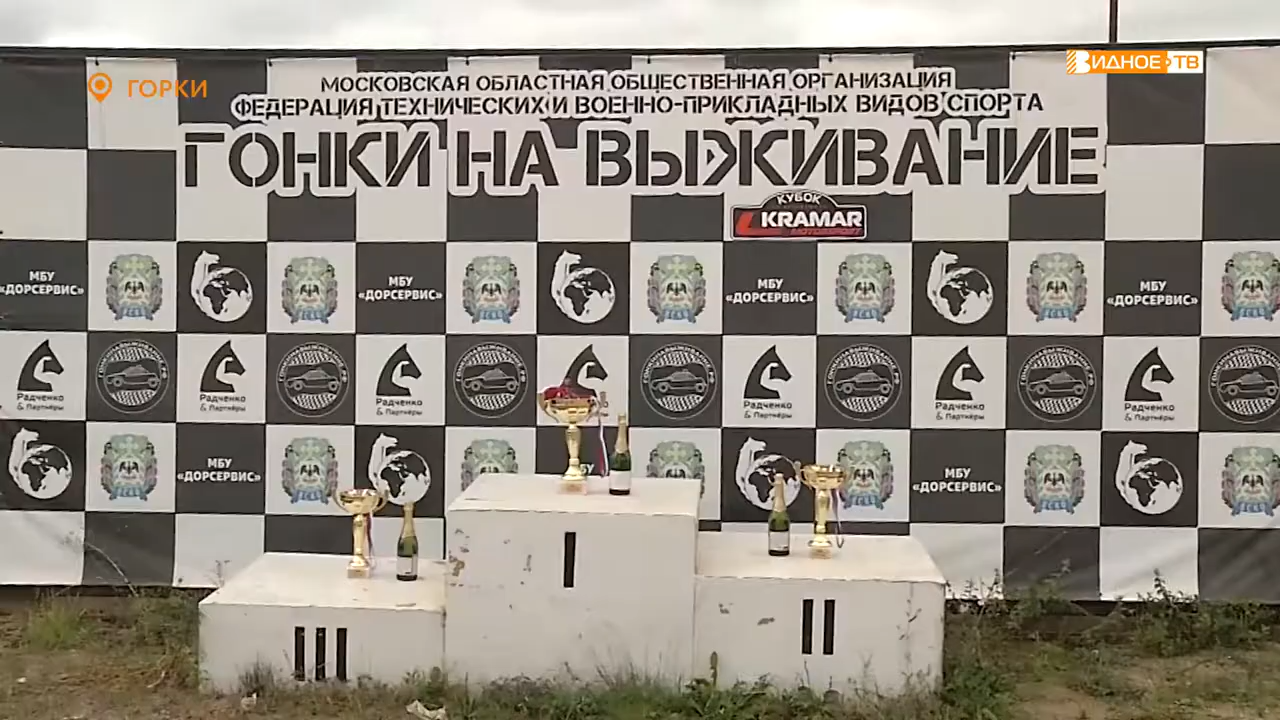 ГОРКИ
ВИДНОЕ-ТВ
МОСКОВСКАЯ ОБЛАСТНАЯ ОБЩЕСТВЕННАЯ ОРГАНИЗАЦИЯ
ФЕДЕРАЦИЯ ТЕХНИЧЕСКИХ И ВОЕННО-ПРИКЛАДНЫХ ВИДОВ СПОРТА
ГОНКИ НА ВЫЖИВАНИЕ
КУБОК
KRAMAR
MOTORSPORT
МБУ
«ДОРСЕРВИС»
МБУ
«ДОРСЕРВИС»
МБУ
«ДОРСЕРВИС»
МБУ
«ДОРСЕРВИС»
Радченко
& Партнёры
Радченко
& Партнёры
Радченко
& Партнёры
Радченко
& Партнёры
Радченко
& Партнёры
Радченко
& Партнёры
МБУ
«ДОРСЕРВИС»
МБУ
МБУ
«ДОРСЕРВИС»
I
II
III